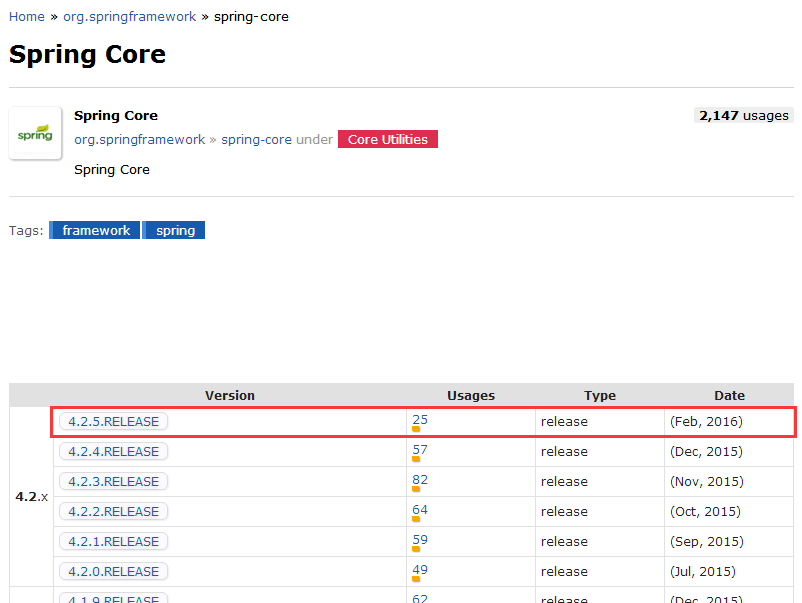 Home » org.springframework » spring-core
Spring Core
spring
Spring Core
2,147 usages
org.springframework » spring-core under Core Utilities
Spring Core
Tags: framework spring
Version Usages Type Date
4.2.x
4.2.5.RELEASE 25 release (Feb, 2016)
4.2.4.RELEASE 57 release (Dec, 2015)
4.2.3.RELEASE 82 release (Nov, 2015)
4.2.2.RELEASE 64 release (Oct, 2015)
4.2.1.RELEASE 59 release (Sep, 2015)
4.2.0.RELEASE 49 release (Jul, 2015)
4.1.9.RELEASE 62 release (Dec, 2015)